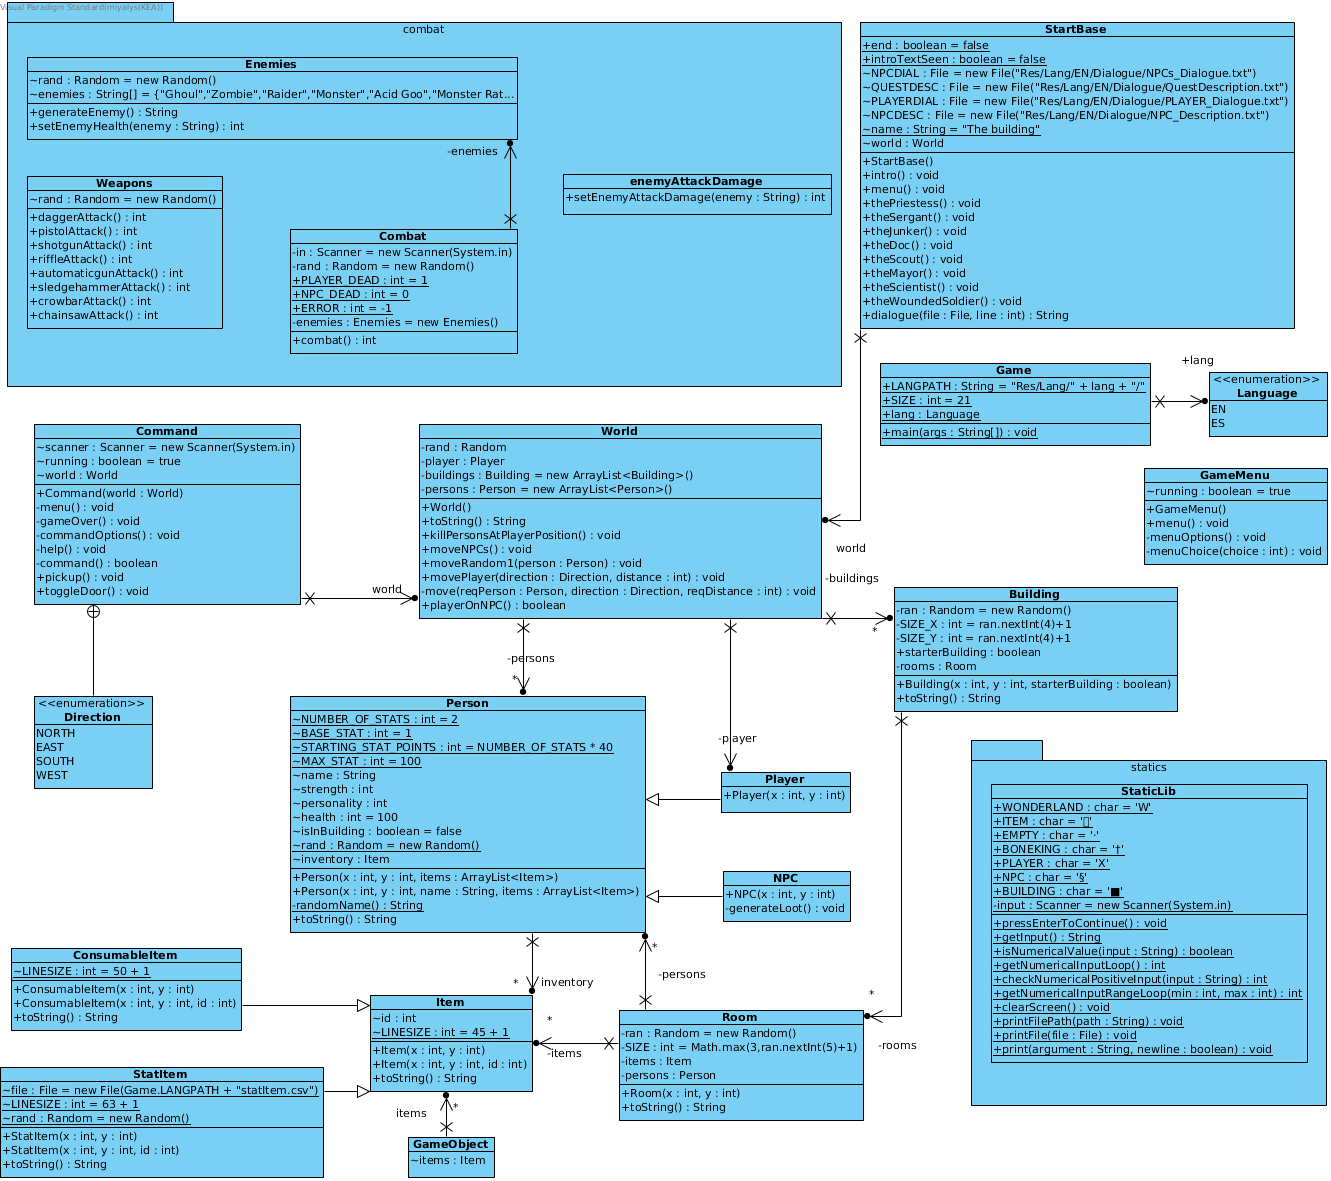 Visual Paradigm Standard(miyalys(KEA))
combat
Enemies
~rand : Random = new Random()
~enemies : String[] = {"Ghoul","Zombie","Raider","Monster","Acid Goo","Monster Rat...
+generateEnemy() : String
+setEnemyHealth(enemy : String) : int
-enemies
Weapons
~rand : Random = new Random()
+daggerAttack() : int
+pistolAttack() : int
+shotgunAttack() : int
+riffleAttack() : int
+automaticgunAttack() : int
+sledgehammerAttack() : int
+crowbarAttack() : int
+chainsawAttack() : int
enemyAttackDamage
+setEnemyAttackDamage(enemy : String) : int
Combat
-in : Scanner = new Scanner(System.in)
-rand : Random = new Random()
+PLAYER_DEAD : int = 1
+NPC_DEAD : int = 0
+ERROR : int = -1
-enemies : Enemies = new Enemies()
+combat() : int
StartBase
+end : boolean = false
+introTextSeen : boolean = false
~NPCDIAL : File = new File("Res/Lang/EN/Dialogue/NPCs_Dialogue.txt")
~QUESTDESC : File = new File("Res/Lang/EN/Dialogue/QuestDescription.txt")
~PLAYERDIAL : File = new File("Res/Lang/EN/Dialogue/PLAYER_Dialogue.txt")
~NPCDESC : File = new File("Res/Lang/EN/Dialogue/NPC_Description.txt")
~name : String = "The building"
~world : World
+StartBase()
+intro() : void
+menu() : void
+thePriestess() : void
+theSergant() : void
+theJunker() : void
+theDoc() : void
+theScout() : void
+theMayor() : void
+theScientist() : void
+theWoundedSoldier() : void
+dialogue(file : File, line : int) : String
Game
+LANGPATH : String = "Res/Lang/" + lang + "/"
+SIZE : int = 21
+lang : Language
+main(args : String[]) : void
+lang
<<enumeration>>
Language
EN
ES
GameMenu
~running : boolean = true
+GameMenu()
+menu() : void
-menuOptions() : void
-menuChoice(choice : int) : void
Command
~scanner : Scanner = new Scanner(System.in)
~running : boolean = true
~world : World
+Command(world : World)
-menu() : void
-gameOver() : void
-commandOptions() : void
-help() : void
-command() : boolean
+pickup() : void
+toggleDoor() : void
world
World
-rand : Random
-player : Player
-buildings : Building = new ArrayList<Building>()
-persons : Person = new ArrayList<Person>()
+World()
+toString() : String
+killPersonsAtPlayerPosition() : void
+moveNPCs() : void
+moveRandom1(person : Person) : void
+movePlayer(direction : Direction, distance : int) : void
-move(reqPerson : Person, direction : Direction, reqDistance : int) : void
+playerOnNPC() : boolean
world
-buildings
*
Building
-ran : Random = new Random()
-SIZE_X : int = ran.nextInt(4)+1
-SIZE_Y : int = ran.nextInt(4)+1
+starterBuilding : boolean
-rooms : Room
+Building(x : int, y : int, starterBuilding : boolean)
+toString() : String
<<enumeration>>
Direction
NORTH
EAST
SOUTH
WEST
-persons
*
-player
Person
~NUMBER_OF_STATS : int = 2
~BASE_STAT : int = 1
~STARTING_STAT_POINTS : int = NUMBER_OF_STATS * 40
~MAX_STAT : int = 100
~name : String
~strength : int
~personality : int
~health : int = 100
~isInBuilding : boolean = false
~rand : Random = new Random()
~inventory : Item
+Person(x : int, y : int, items : ArrayList<Item>)
+Person(x : int, y : int, name : String, items : ArrayList<Item>)
-randomName() : String
+toString() : String
Player
+Player(x : int, y : int)
NPC
+NPC(x : int, y : int)
-generateLoot() : void
statics
StaticLib
+WONDERLAND : char = 'W'
+ITEM : char = '▯'
+EMPTY : char = '·'
+BONEKING : char = '†'
+PLAYER : char = 'X'
+NPC : char = '§'
+BUILDING : char = '■'
-input : Scanner = new Scanner(System.in)
+pressEnterToContinue() : void
+getInput() : String
+isNumericalValue(input : String) : boolean
+getNumericalInputLoop() : int
+checkNumericalPositiveInput(input : String) : int
+getNumericalInputRangeLoop(min : int, max : int) : int
+clearScreen() : void
+printFilePath(path : String) : void
+printFile(file : File) : void
+print(argument : String, newline : boolean) : void
ConsumableItem
~LINESIZE : int = 50 + 1
+ConsumableItem(x : int, y : int)
+ConsumableItem(x : int, y : int, id : int)
+toString() : String
* inventory
*
-persons
Item
~id : int
~LINESIZE : int = 45 + 1
+Item(x : int, y : int)
+Item(x : int, y : int, id : int)
+toString() : String
*
-items
Room
-ran : Random = new Random()
-SIZE : int = Math.max(3,ran.nextInt(5)+1)
-items : Item
-persons : Person
+Room(x : int, y : int)
+toString() : String
*
-rooms
StatItem
~file : File = new File(Game.LANGPATH + "statItem.csv")
~LINESIZE : int = 63 + 1
~rand : Random = new Random()
+StatItem(x : int, y : int)
+StatItem(x : int, y : int, id : int)
+toString() : String
items
*
GameObject
~items : Item